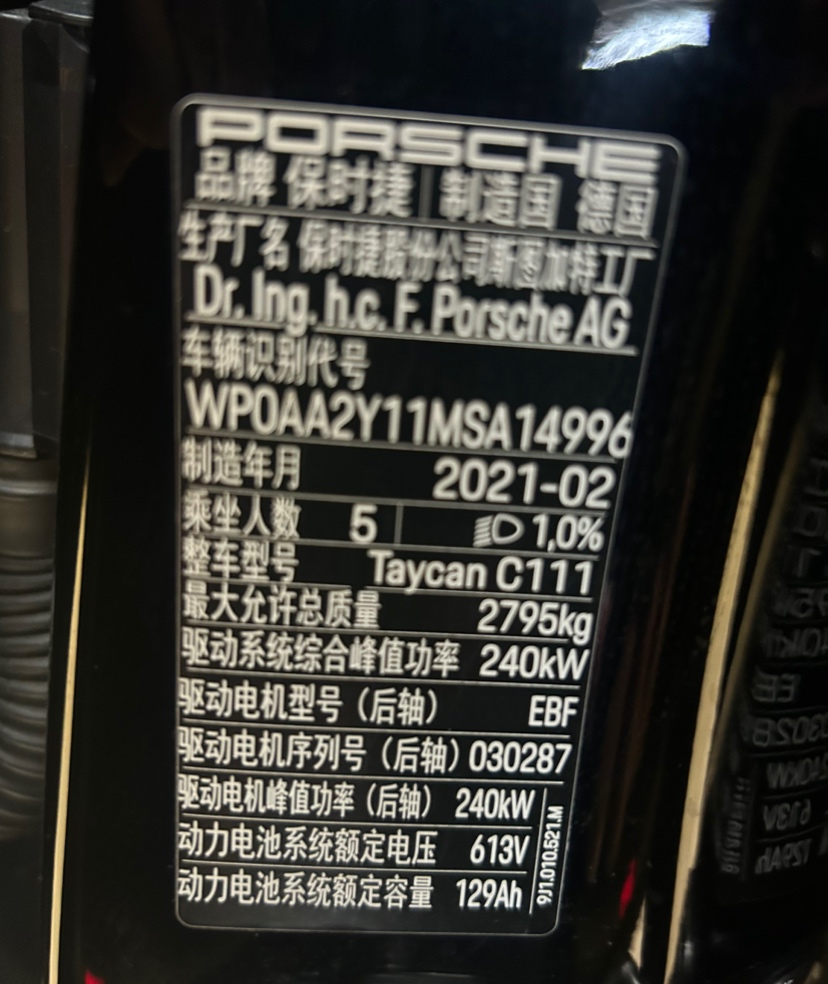 PORSCHE
品牌 保时捷 制造国 德国
生产厂名 保时捷股份公司斯图加特工厂
Dr. Ing. h.c. F. Porsche AG
车辆识别代号
WP0AA2Y11MSA14996
制造年月 2021-02
乘坐人数 5 1,0%
整车型号 Taycan C111
最大允许总质量 2795kg
驱动系统综合峰值功率 240kW
驱动电机型号（后轴） EBF
驱动电机序列号（后轴）030287
驱动电机峰值功率（后轴） 240kW
动力电池系统额定电压 613V
动力电池系统额定容量 129Ah
9J1.010.521.M